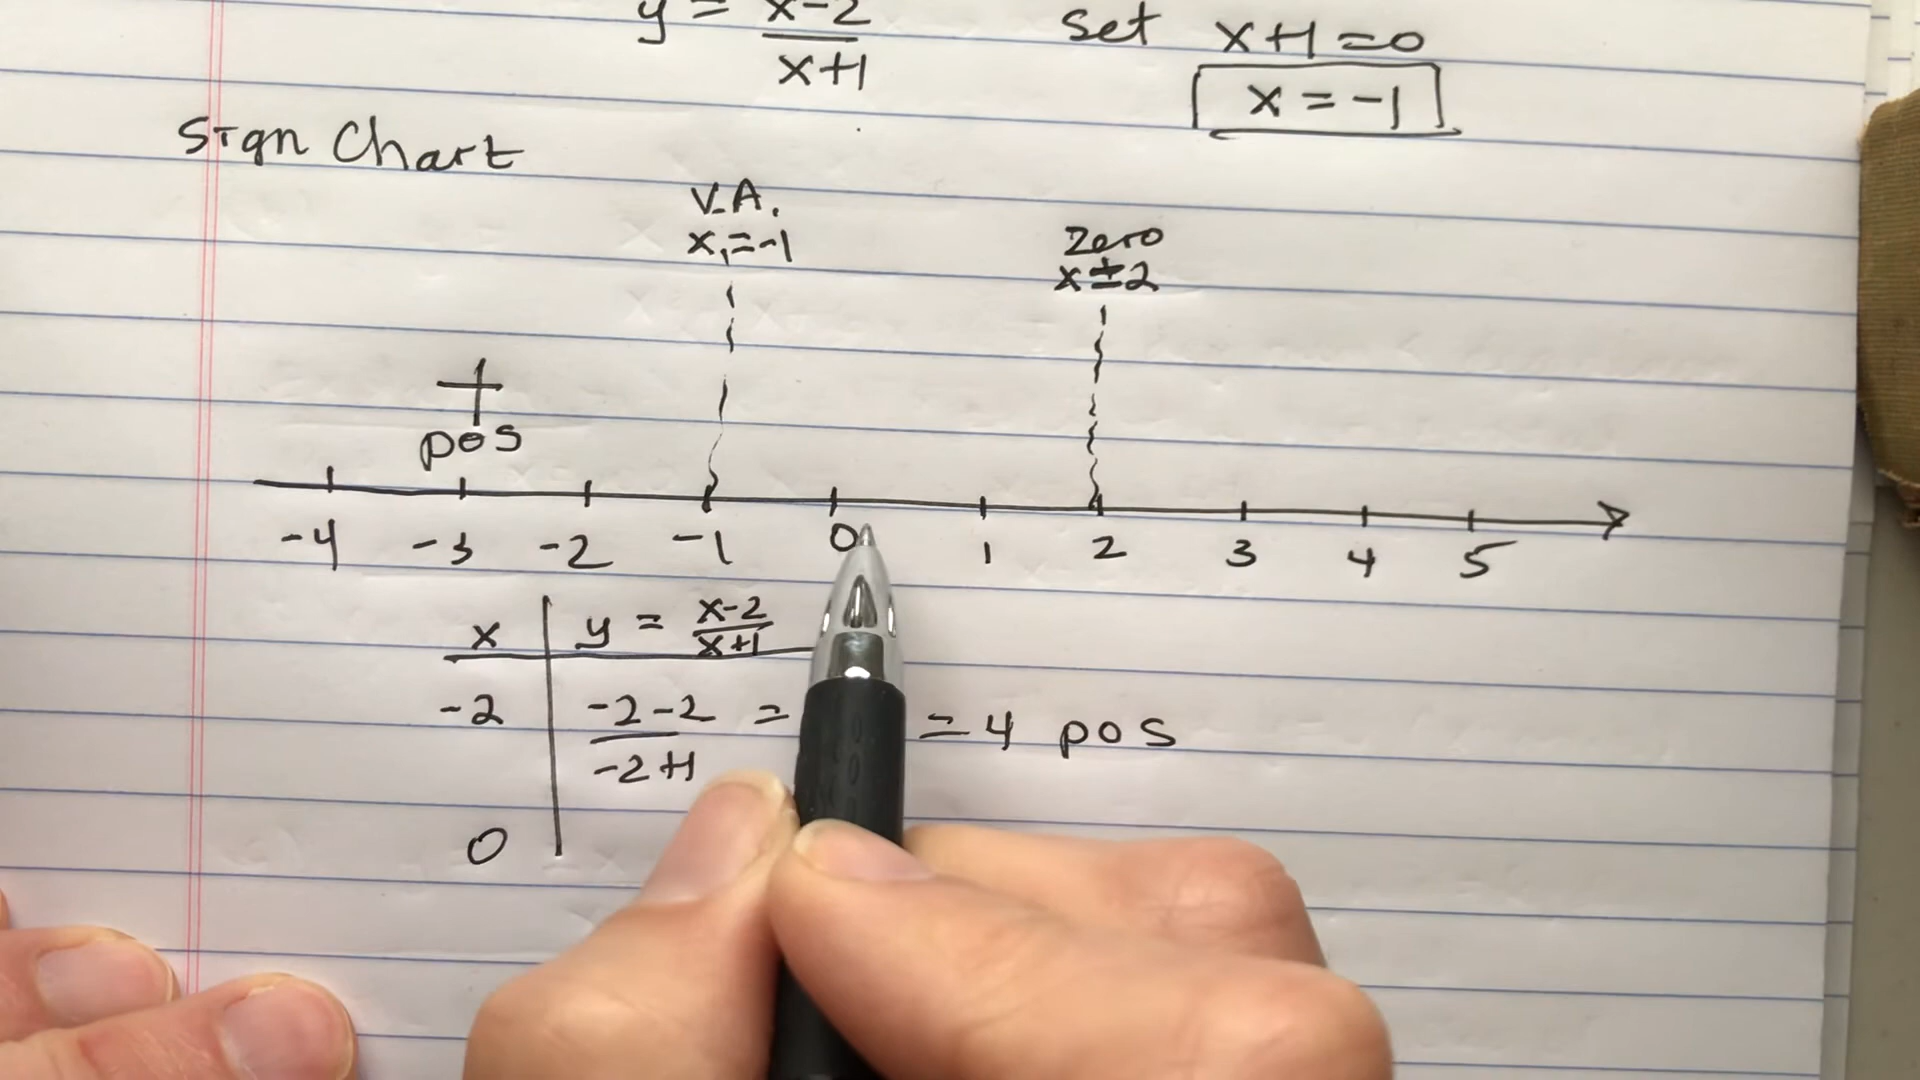 y = x-2/x+1
Set x+1=0
x = -1
Sign Chart
V.A.
x=-1
Zero
x=2
+
pos
-4 -3 -2 -1 0 1 2 3 4 5
x y = x-2/x+1
-2 -2-2/-2+1 = = 4 pos
0